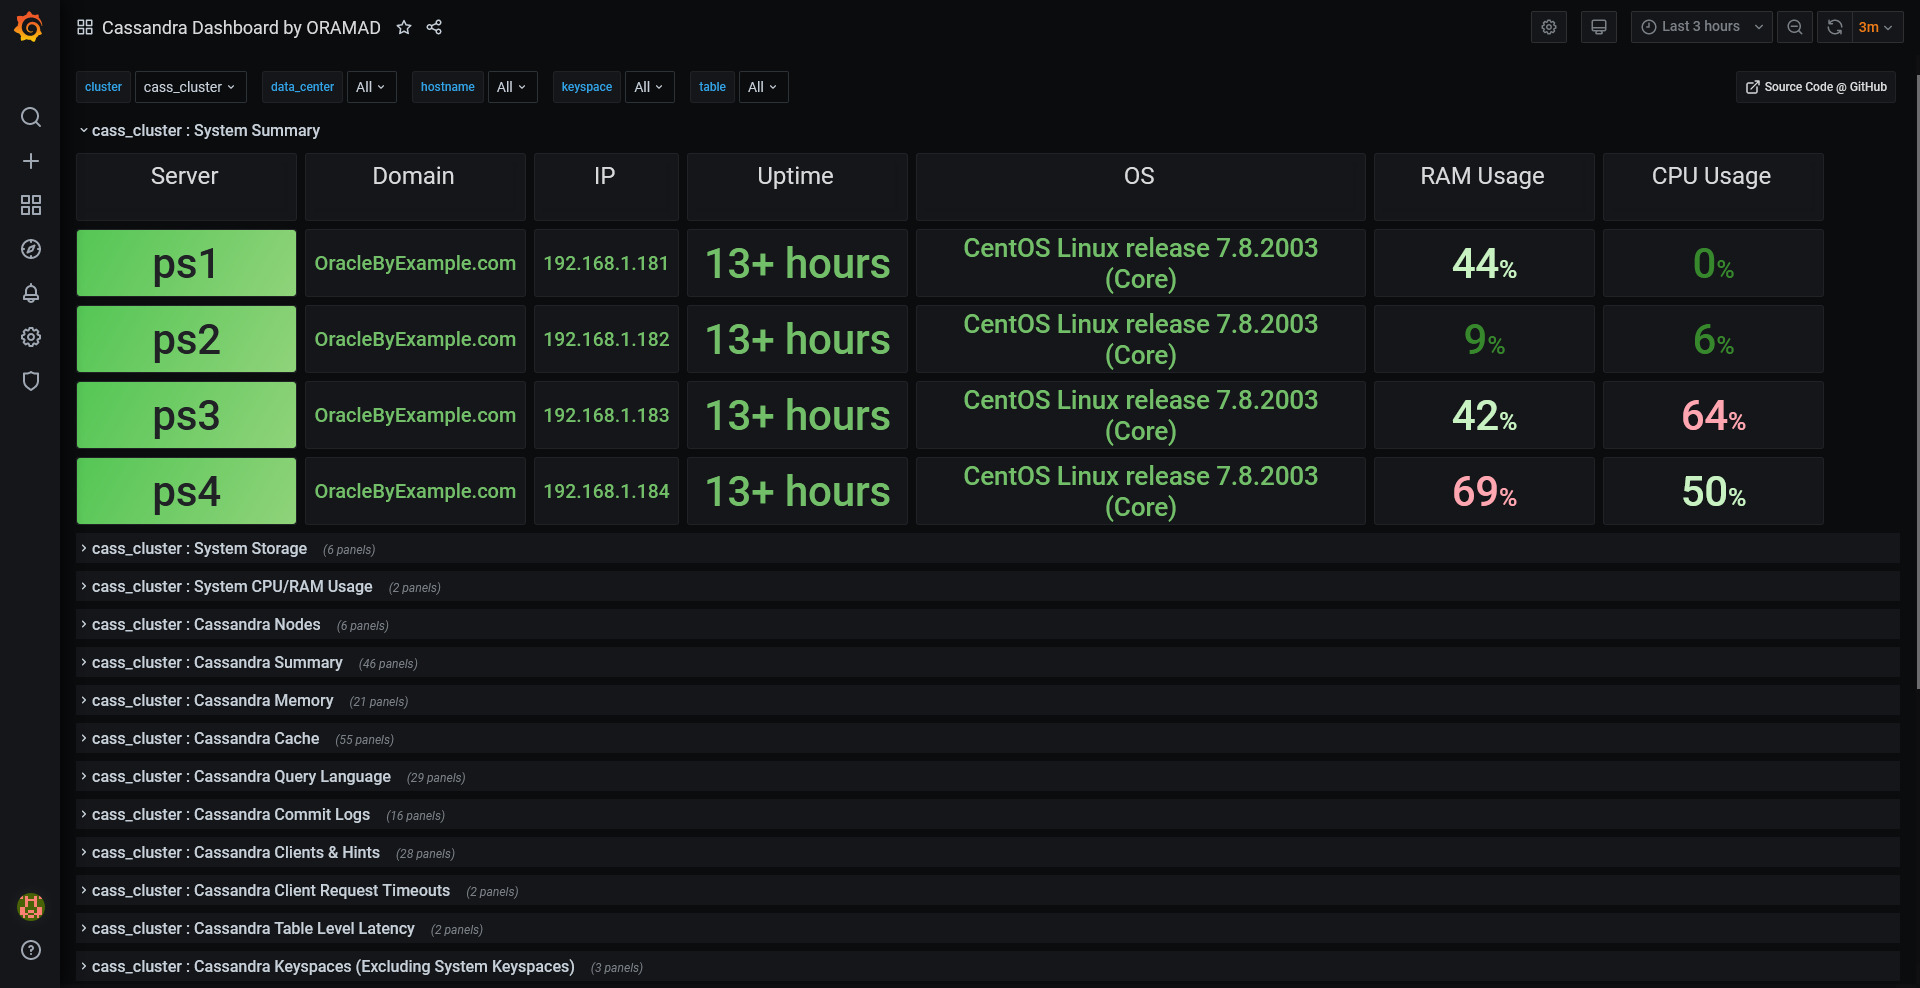 Cassandra Dashboard by ORAMAD
Last 3 hours
3m
cluster cass_cluster data_center All hostname All keyspace All table All
Source Code @ GitHub
cass_cluster : System Summary
Server Domain IP Uptime OS RAM Usage CPU Usage
ps1 OracleByExample.com 192.168.1.181 13+ hours CentOS Linux release 7.8.2003 (Core) 44% 0%
ps2 OracleByExample.com 192.168.1.182 13+ hours CentOS Linux release 7.8.2003 (Core) 9% 6%
ps3 OracleByExample.com 192.168.1.183 13+ hours CentOS Linux release 7.8.2003 (Core) 42% 64%
ps4 OracleByExample.com 192.168.1.184 13+ hours CentOS Linux release 7.8.2003 (Core) 69% 50%
cass_cluster : System Storage (6 panels)
cass_cluster : System CPU/RAM Usage (2 panels)
cass_cluster : Cassandra Nodes (6 panels)
cass_cluster : Cassandra Summary (46 panels)
cass_cluster : Cassandra Memory (21 panels)
cass_cluster : Cassandra Cache (55 panels)
cass_cluster : Cassandra Query Language (29 panels)
cass_cluster : Cassandra Commit Logs (16 panels)
cass_cluster : Cassandra Clients & Hints (28 panels)
cass_cluster : Cassandra Client Request Timeouts (2 panels)
cass_cluster : Cassandra Table Level Latency (2 panels)
cass_cluster : Cassandra Keyspaces (Excluding System Keyspaces) (3 panels)